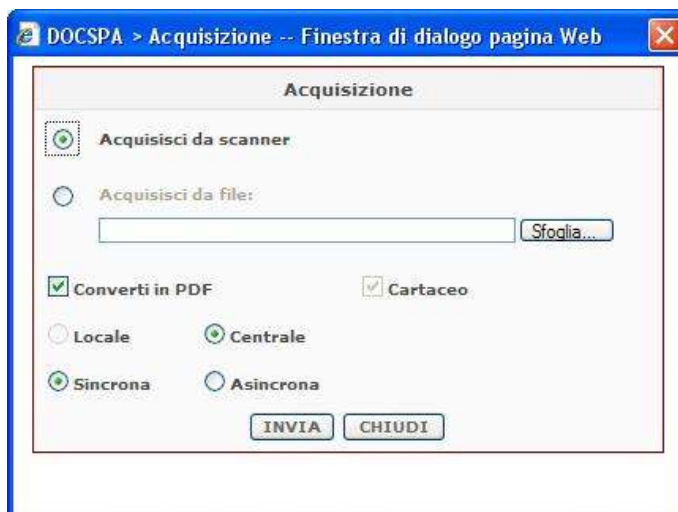 DOCSPA > Acquisizione -- Finestra di dialogo pagina Web
Acquisizione
Acquisisci da scanner
Acquisisci da file:
Sfoglia...
Converti in PDF Cartaceo
Locale Centrale
Sincrona Asincrona
INVIA CHIUDI